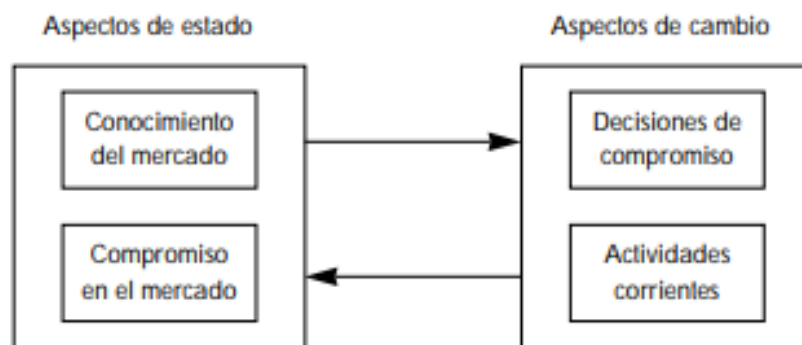 Aspectos de estado
Aspectos de cambio
Conocimiento
del mercado
Decisiones de
compromiso
Compromiso
en el mercado
Actividades
corrientes